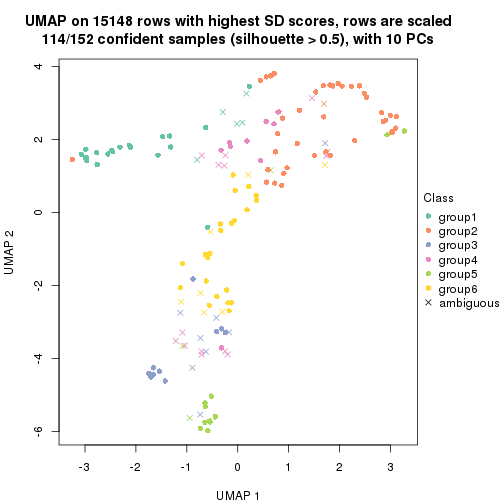 UMAP on 15148 rows with highest SD scores, rows are scaled
114/152 confident samples (silhouette > 0.5), with 10 PCs
4
2
0
-2
-4
-6
UMAP 2
-3
-2
-1
0
1
2
3
UMAP 1
Class
group1
group2
group3
group4
group5
group6
ambiguous